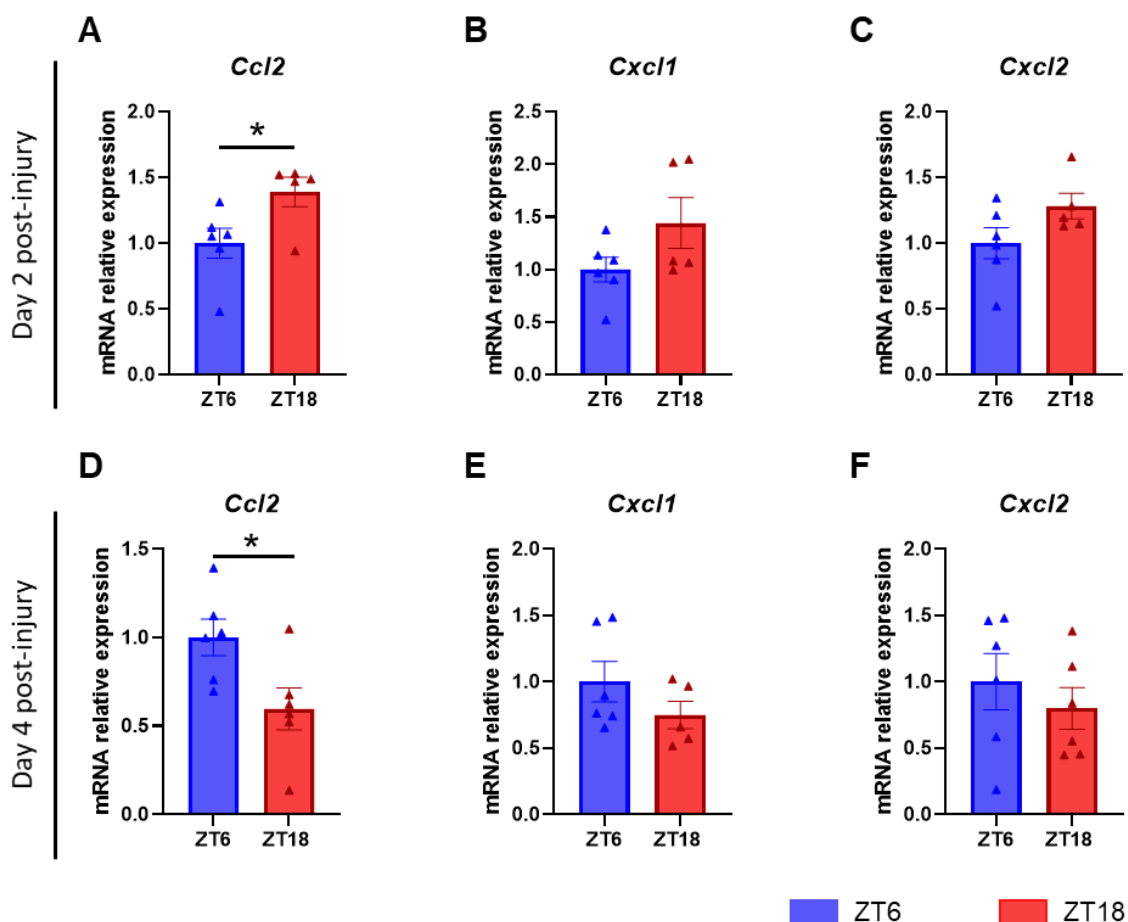 A
B
C
Day 2 post-injury
Ccl2
Cxcl1
Cxcl2
mRNA relative expression
2.0
1.5
1.0
0.5
0.0
*
ZT6 ZT18
mRNA relative expression
2.5
2.0
1.5
1.0
0.5
0.0
ZT6 ZT18
mRNA relative expression
2.0
1.5
1.0
0.5
0.0
ZT6 ZT18
D
E
F
Day 4 post-injury
Ccl2
Cxcl1
Cxcl2
mRNA relative expression
1.5
1.0
0.5
0.0
*
ZT6 ZT18
mRNA relative expression
2.0
1.5
1.0
0.5
0.0
ZT6 ZT18
mRNA relative expression
2.0
1.5
1.0
0.5
0.0
ZT6 ZT18
ZT6
ZT18